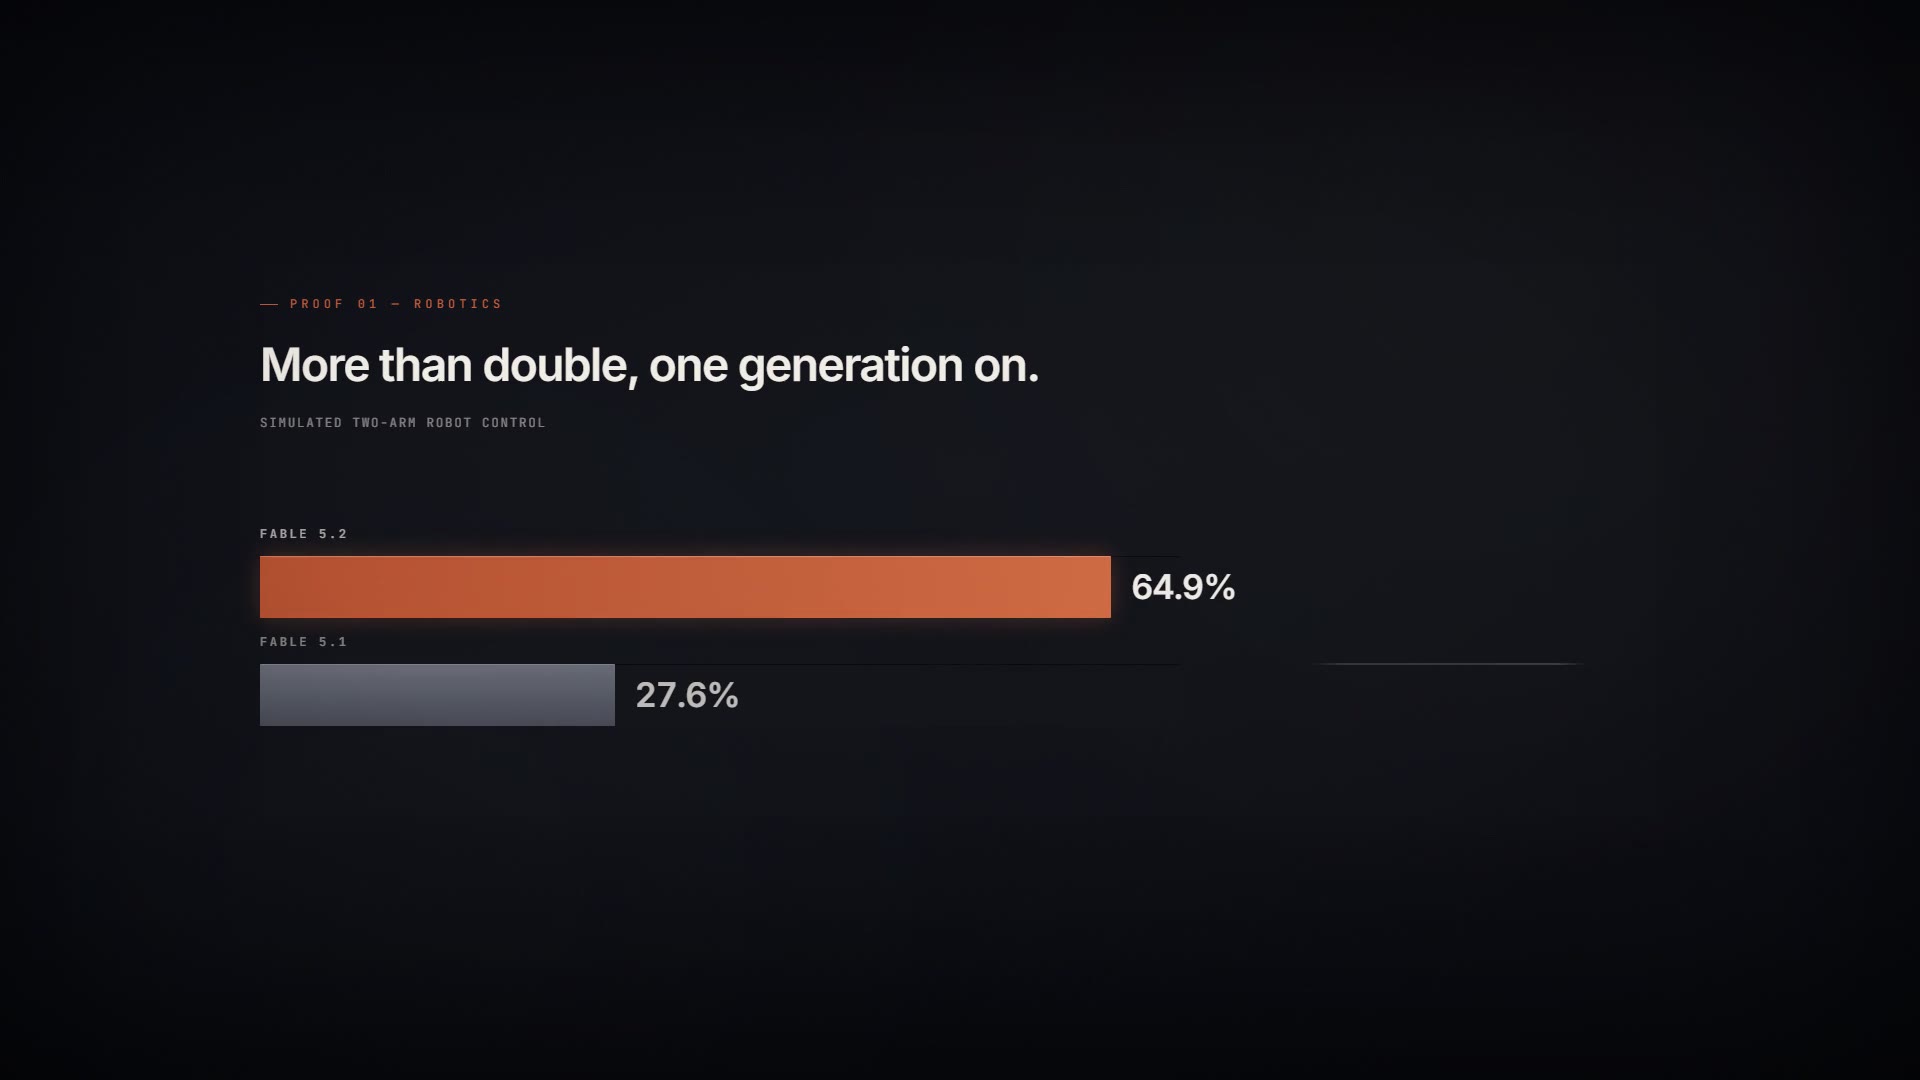 PROOF 01 — ROBOTICS
More than double, one generation on.
SIMULATED TWO-ARM ROBOT CONTROL
FABLE 5.2
64.9%
FABLE 5.1
27.6%